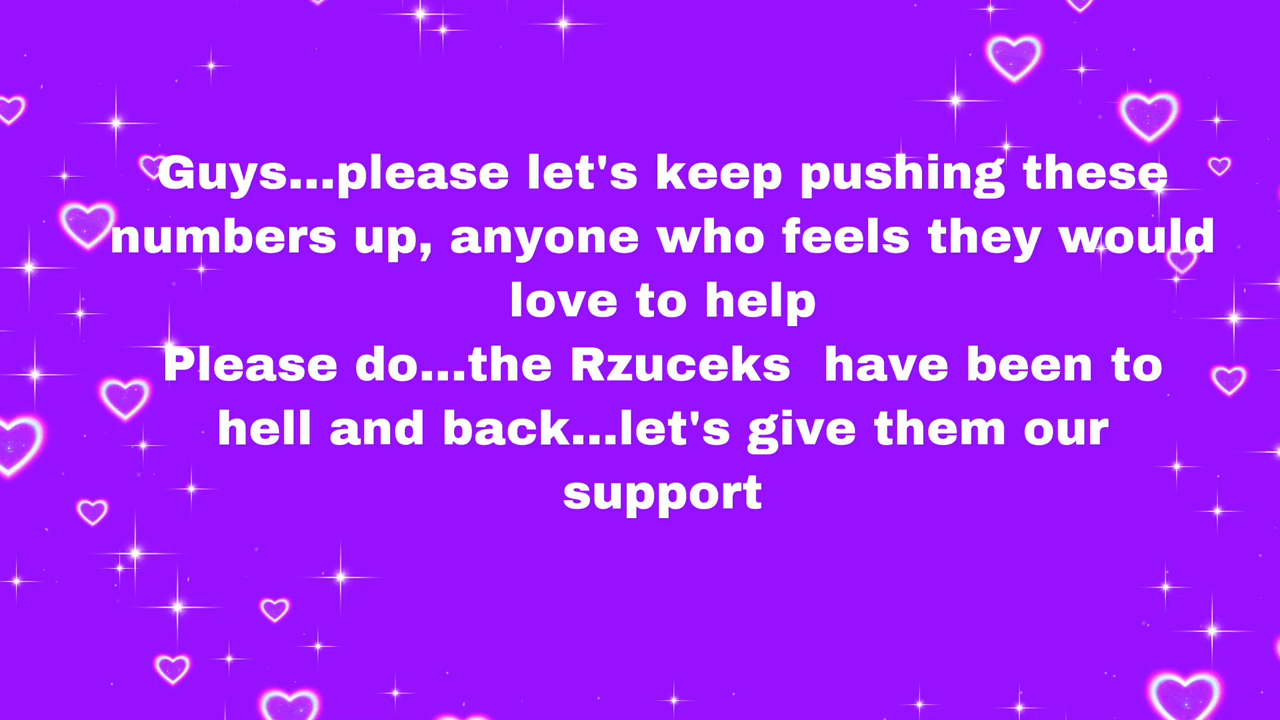 Guys...please let's keep pushing these
numbers up, anyone who feels they would
love to help
Please do...the Rzuceks  have been to
hell and back...let's give them our
support